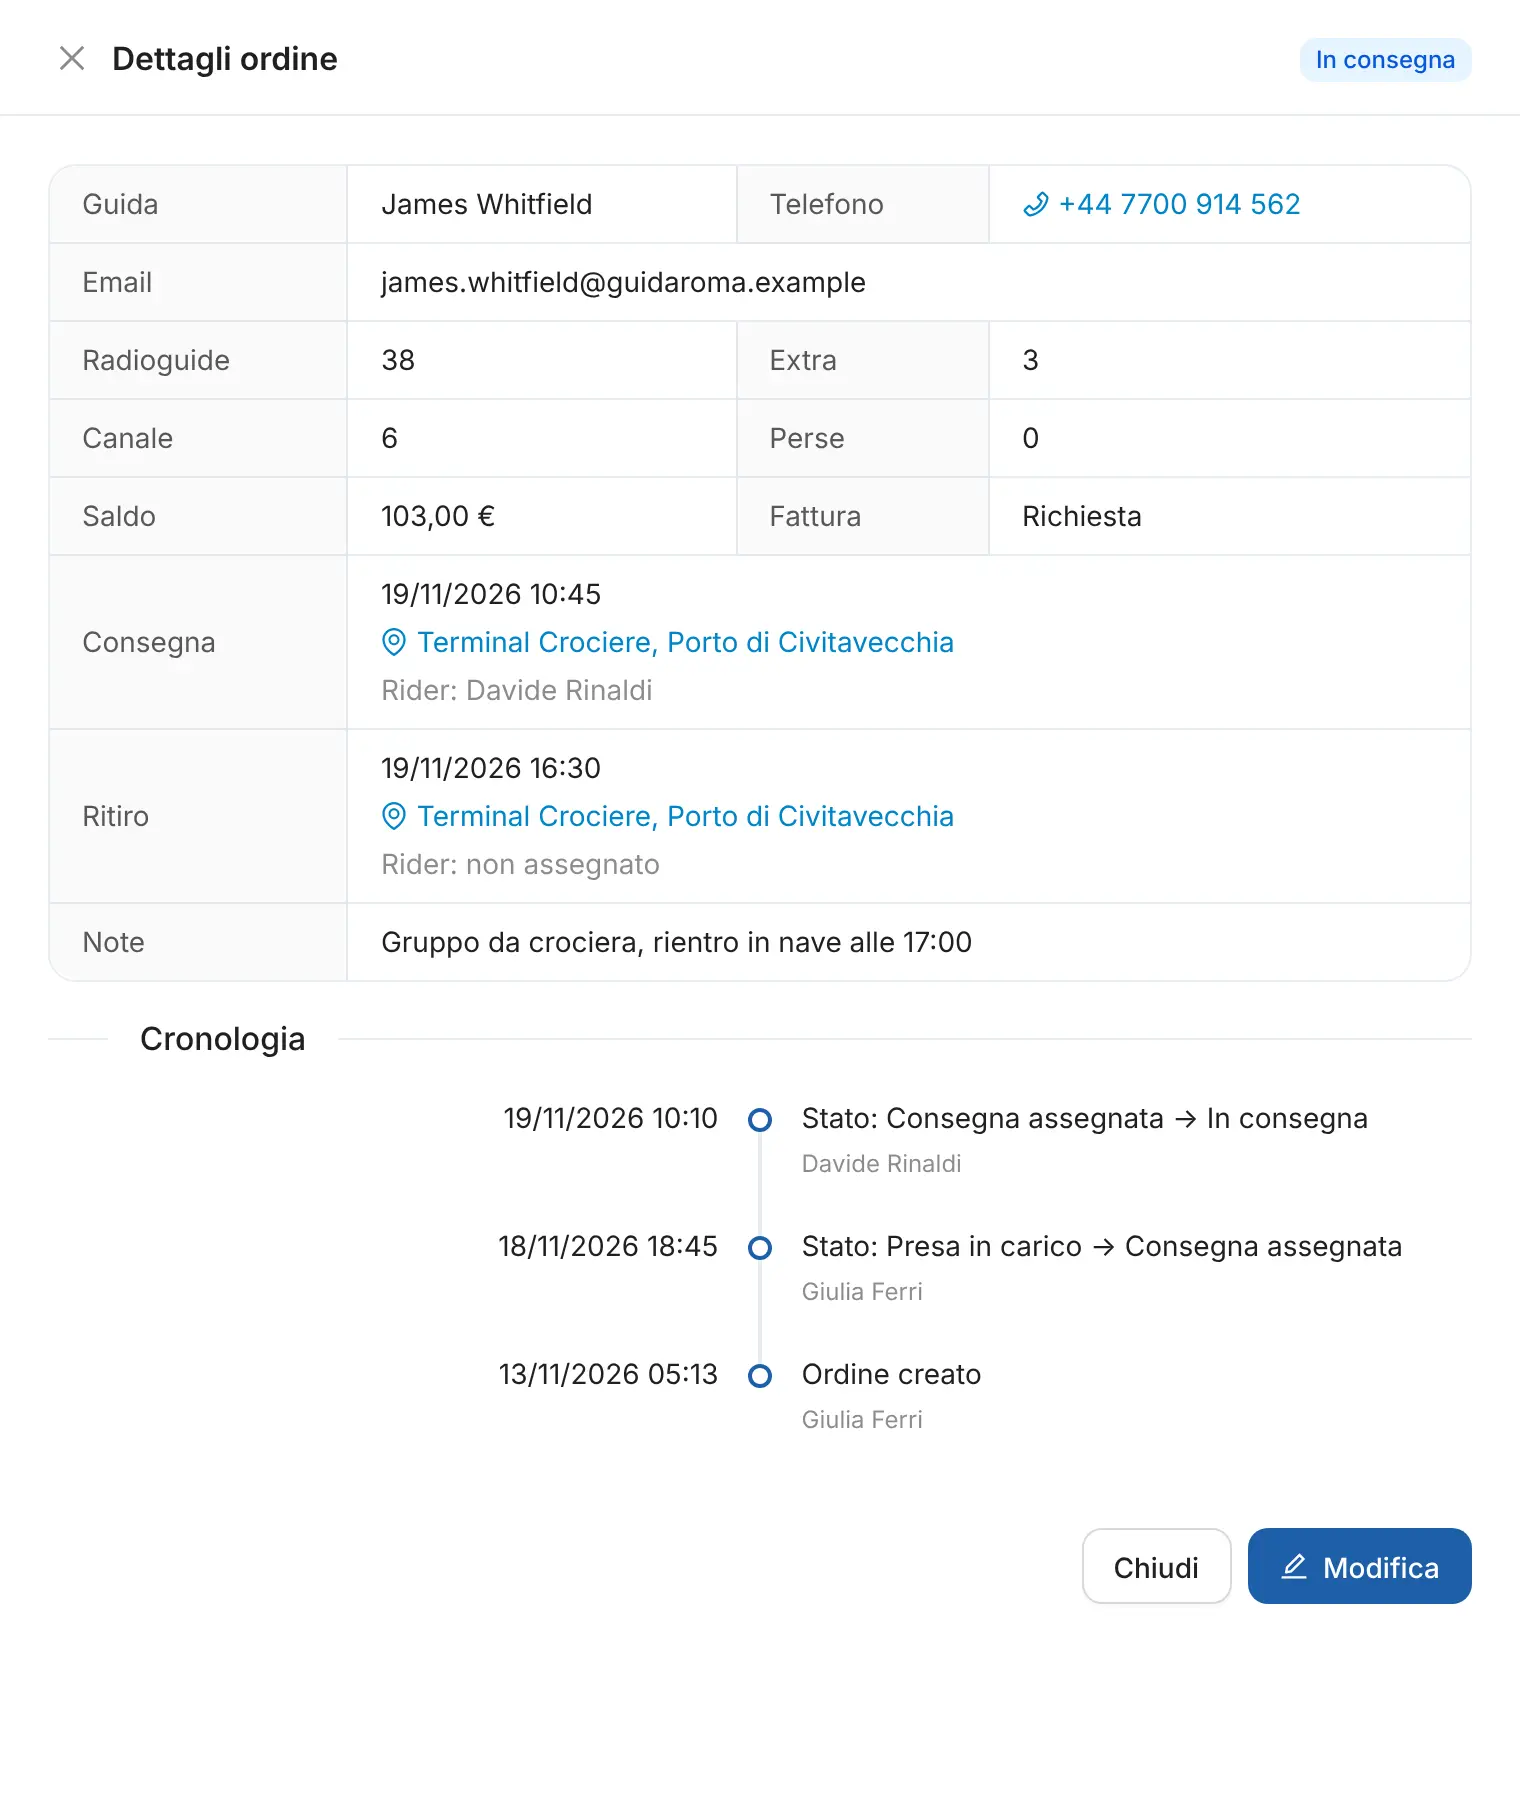 Dettagli ordine
In consegna
Guida James Whitfield Telefono +44 7700 914 562
Email james.whitfield@guidaroma.example
Radioguide 38 Extra 3
Canale 6 Perse 0
Saldo 103,00 € Fattura Richiesta
Consegna
19/11/2026 10:45
Terminal Crociere, Porto di Civitavecchia
Rider: Davide Rinaldi
Ritiro
19/11/2026 16:30
Terminal Crociere, Porto di Civitavecchia
Rider: non assegnato
Note Gruppo da crociera, rientro in nave alle 17:00
Cronologia
19/11/2026 10:10 Stato: Consegna assegnata → In consegna
Davide Rinaldi
18/11/2026 18:45 Stato: Presa in carico → Consegna assegnata
Giulia Ferri
13/11/2026 05:13 Ordine creato
Giulia Ferri
Chiudi Modifica